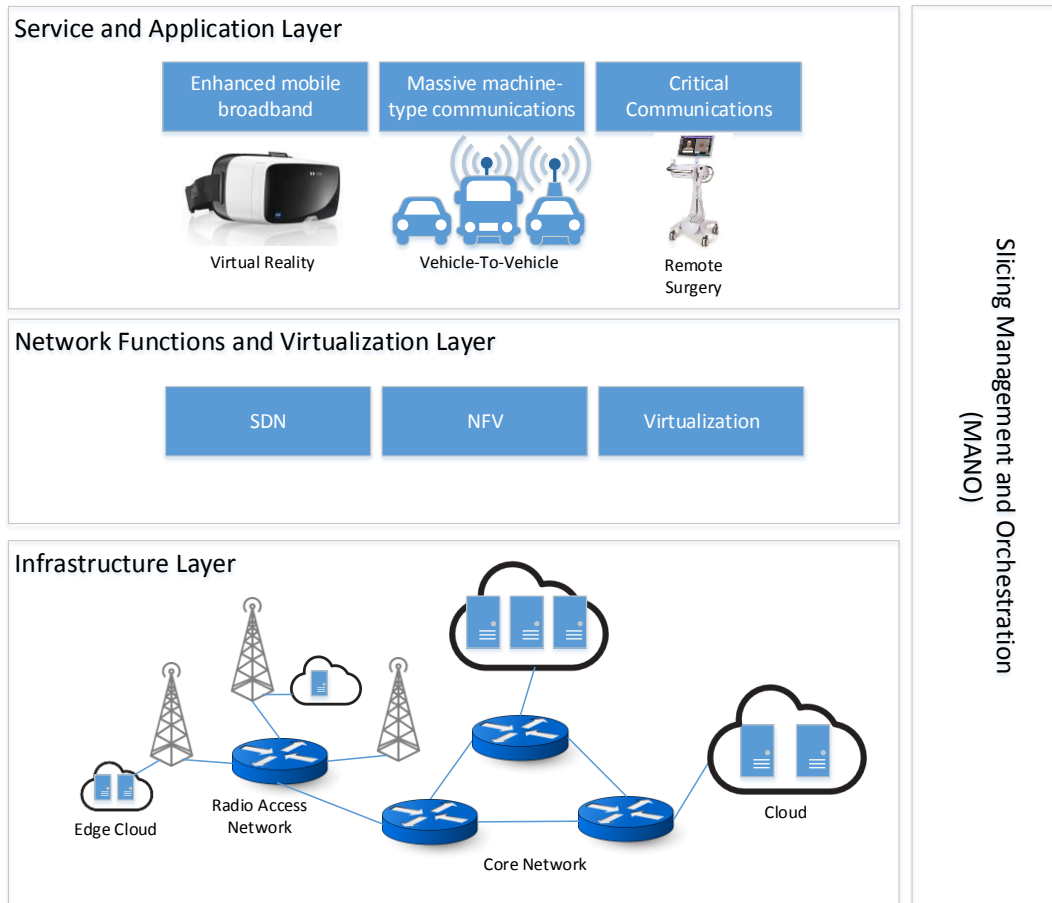 Service and Application Layer
Enhanced mobile
broadband
Massive machine-
type communications
Critical
Communications
Virtual Reality
Vehicle-To-Vehicle
Remote
Surgery
Network Functions and Virtualization Layer
SDN
NFV
Virtualization
Infrastructure Layer
Edge Cloud
Radio Access
Network
Core Network
Cloud
Slicing Management and Orchestration
(MANO)